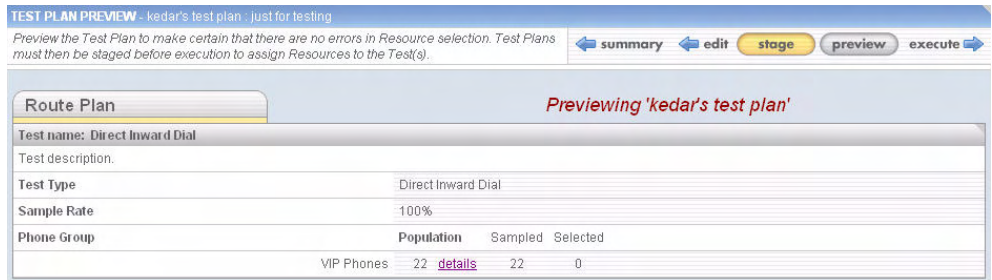 TEST PLAN PREVIEW - kedar's test plan : just for testing
Preview the Test Plan to make certain that there are no errors in Resource selection. Test Plans
must then be staged before execution to assign Resources to the Test(s).
summary edit stage preview execute
Route Plan
Previewing 'kedar's test plan'
Test name: Direct Inward Dial
Test description.
Test Type Direct Inward Dial
Sample Rate 100%
Phone Group Population Sampled Selected
VIP Phones 22 details 22 0